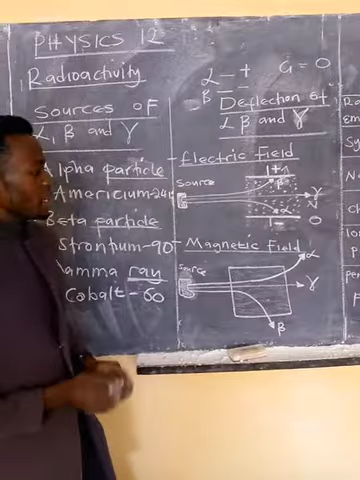 PHYSICS 12
Radioactivity
Sources of
α, β and γ
Alpha particle
Americium-241
Beta particle
Strontum-90
Gamma ray
Cobalt-60
α — +
β — –
G = 0
Deflection of
α β and γ
Electric Field
Source
+
β
γ
N
α
–
O
Magnetic Field
Source
α
γ
β